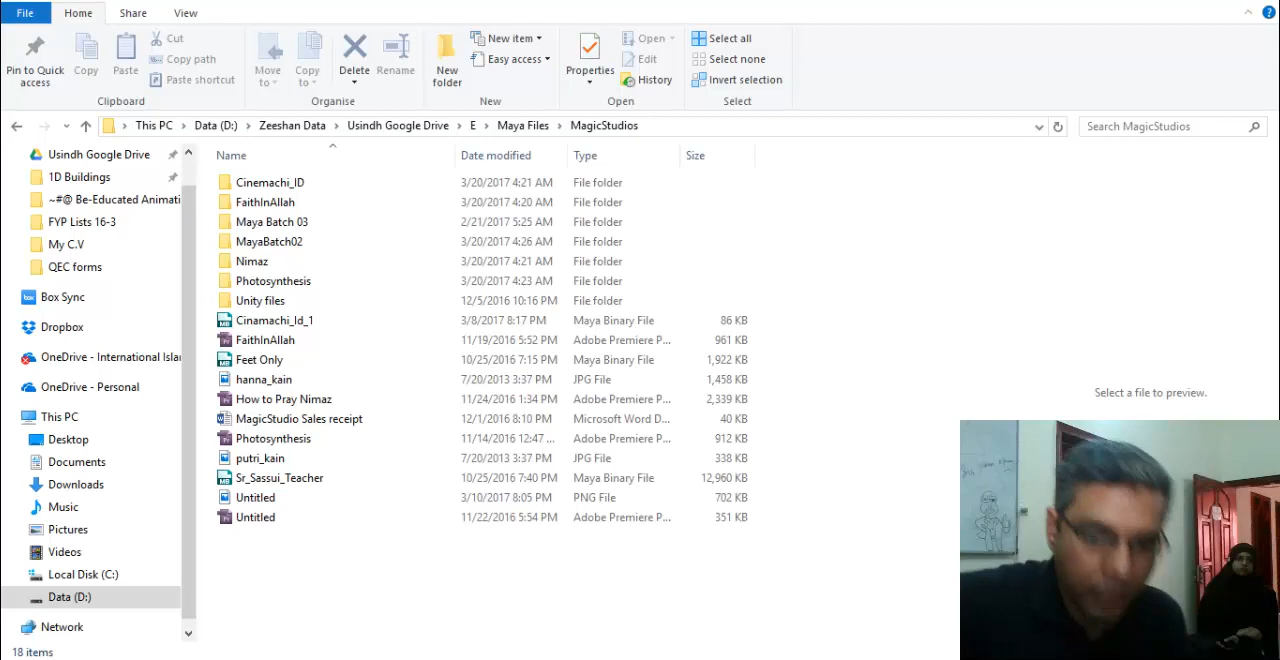 File Home Share View
Pin to Quick access
Copy
Paste
Cut
Copy path
Paste shortcut
Clipboard
Move to
Copy to
Delete
Rename
Organise
New folder
New item
Easy access
New
Properties
Open
Edit
History
Open
Select all
Select none
Invert selection
Select
This PC > Data (D:) > Zeeshan Data > Usindh Google Drive > E > Maya Files > MagicStudios
Search MagicStudios
Usindh Google Drive
1D Buildings
~#@ Be-Educated Animati
FYP Lists 16-3
My C.V
QEC forms
Box Sync
Dropbox
OneDrive - International Isla
OneDrive - Personal
This PC
Desktop
Documents
Downloads
Music
Pictures
Videos
Local Disk (C:)
Data (D:)
Network
Name Date modified Type Size
Cinemachi_ID 3/20/2017 4:21 AM File folder
FaithInAllah 3/20/2017 4:20 AM File folder
Maya Batch 03 2/21/2017 5:25 AM File folder
MayaBatch02 3/20/2017 4:26 AM File folder
Nimaz 3/20/2017 4:21 AM File folder
Photosynthesis 3/20/2017 4:23 AM File folder
Unity files 12/5/2016 10:16 PM File folder
Cinamachi_Id_1 3/8/2017 8:17 PM Maya Binary File 86 KB
FaithInAllah 11/19/2016 5:52 PM Adobe Premiere P... 961 KB
Feet Only 10/25/2016 7:15 PM Maya Binary File 1,922 KB
hanna_kain 7/20/2013 3:37 PM JPG File 1,458 KB
How to Pray Nimaz 11/24/2016 1:34 PM Adobe Premiere P... 2,339 KB
MagicStudio Sales receipt 12/1/2016 8:10 PM Microsoft Word D... 40 KB
Photosynthesis 11/14/2016 12:47 ... Adobe Premiere P... 912 KB
putri_kain 7/20/2013 3:37 PM JPG File 338 KB
Sr_Sassui_Teacher 10/25/2016 7:40 PM Maya Binary File 12,960 KB
Untitled 3/10/2017 8:05 PM PNG File 702 KB
Untitled 11/22/2016 5:54 PM Adobe Premiere P... 351 KB
Select a file to preview.
18 items